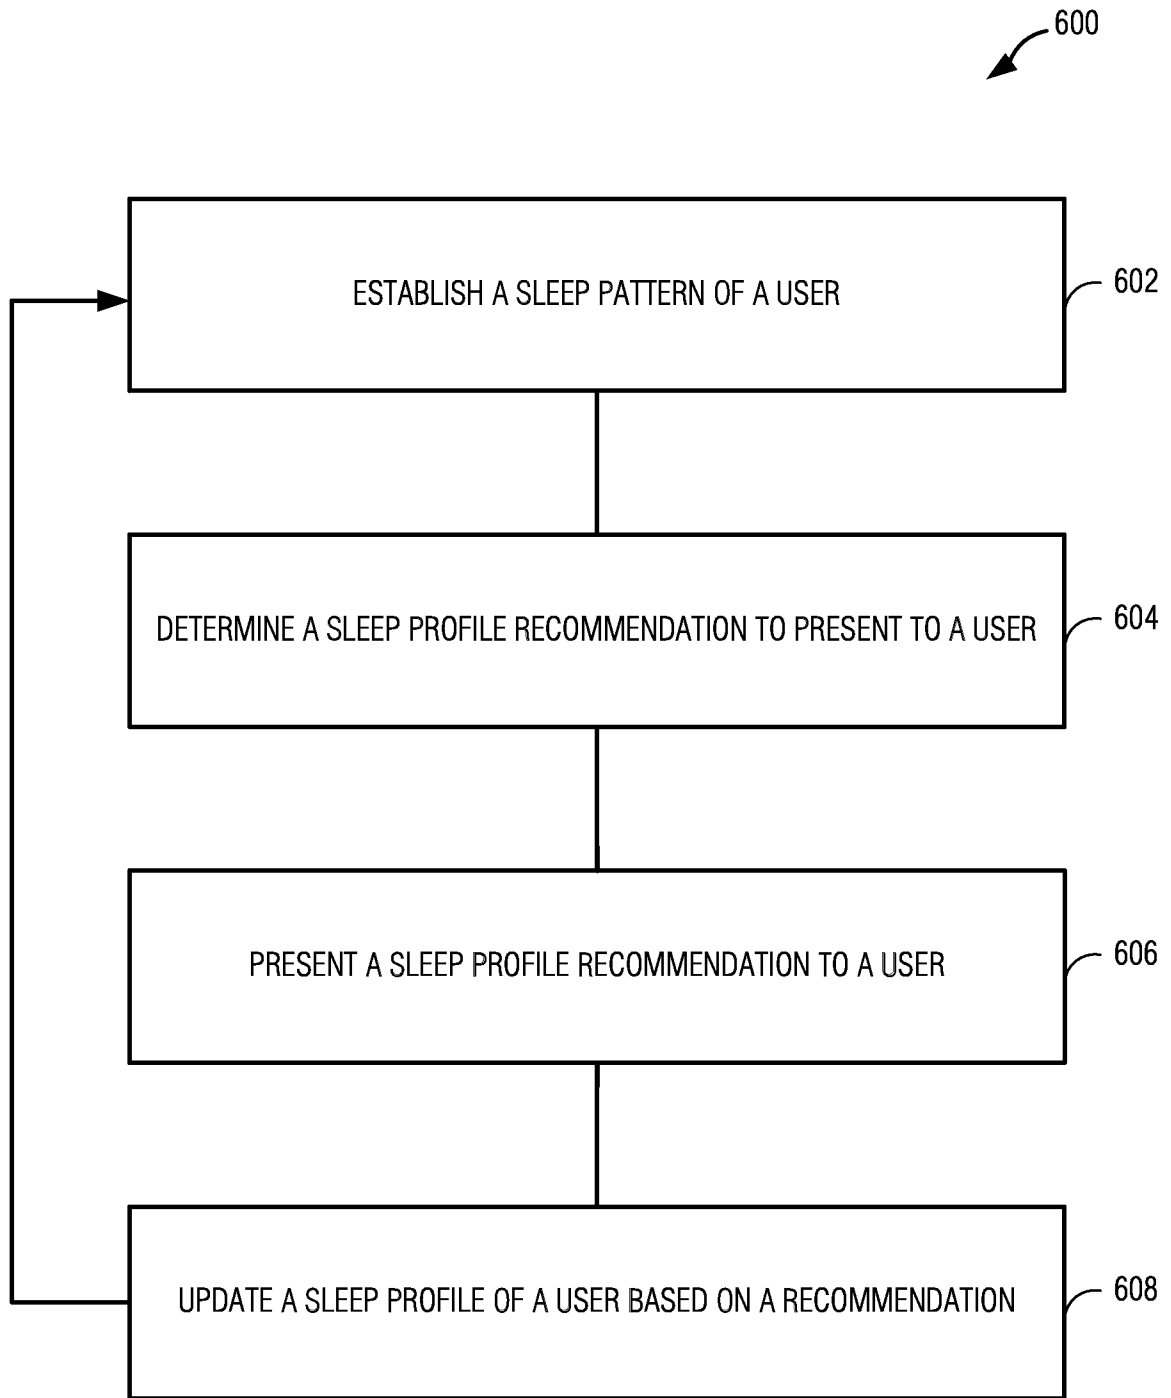 600
ESTABLISH A SLEEP PATTERN OF A USER
602
DETERMINE A SLEEP PROFILE RECOMMENDATION TO PRESENT TO A USER
604
PRESENT A SLEEP PROFILE RECOMMENDATION TO A USER
606
UPDATE A SLEEP PROFILE OF A USER BASED ON A RECOMMENDATION
608